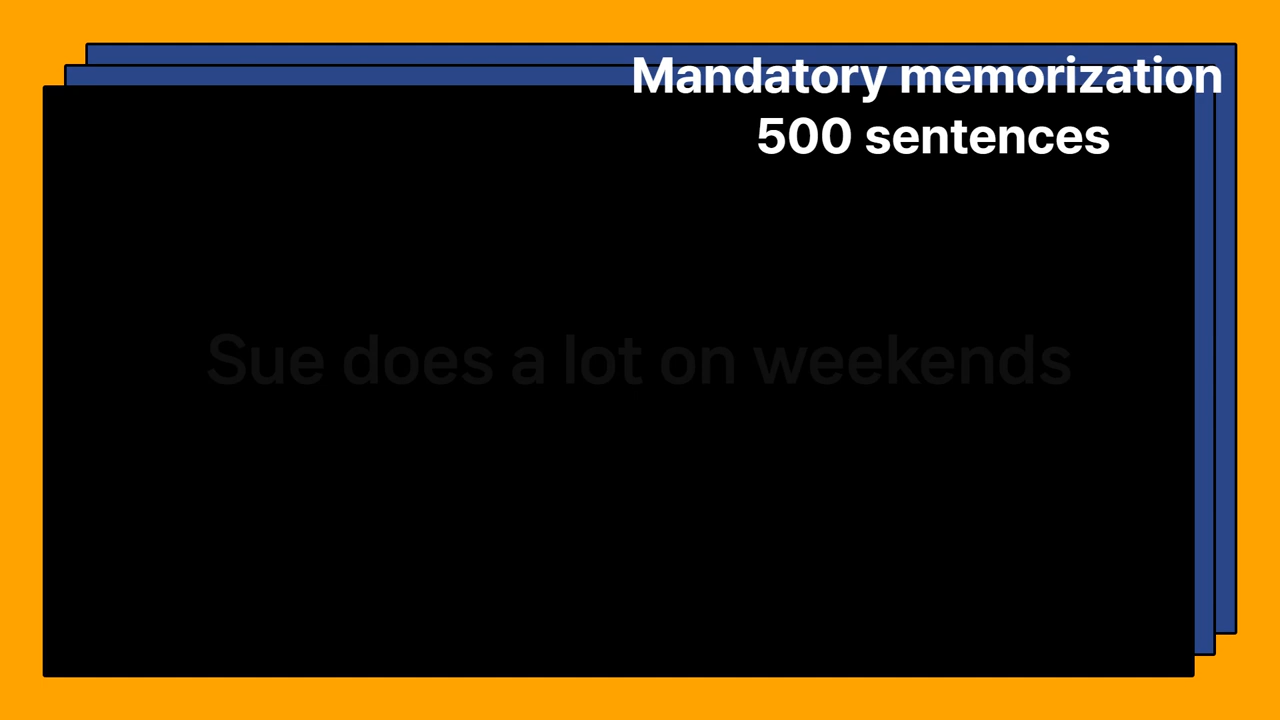 Mandatory memorization
500 sentences
Sue does a lot on weekends